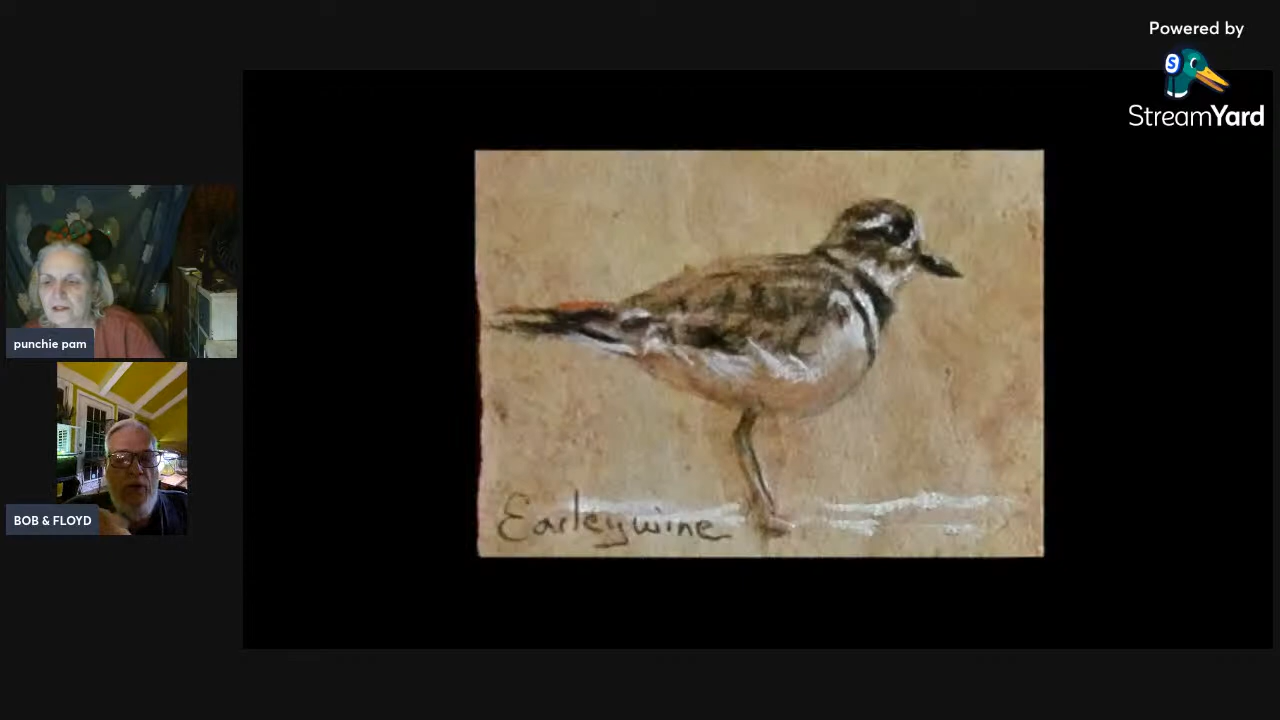 Powered by
S
StreamYard
punchie pam
BOB & FLOYD
Earleywine